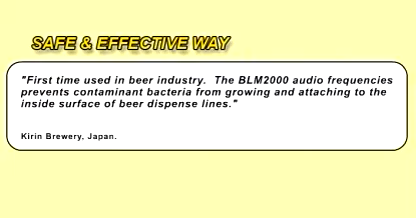 SAFE & EFFECTIVE WAY
"First time used in beer industry.  The BLM2000 audio frequencies
prevents contaminant bacteria from growing and attaching to the
inside surface of beer dispense lines."
Kirin Brewery, Japan.